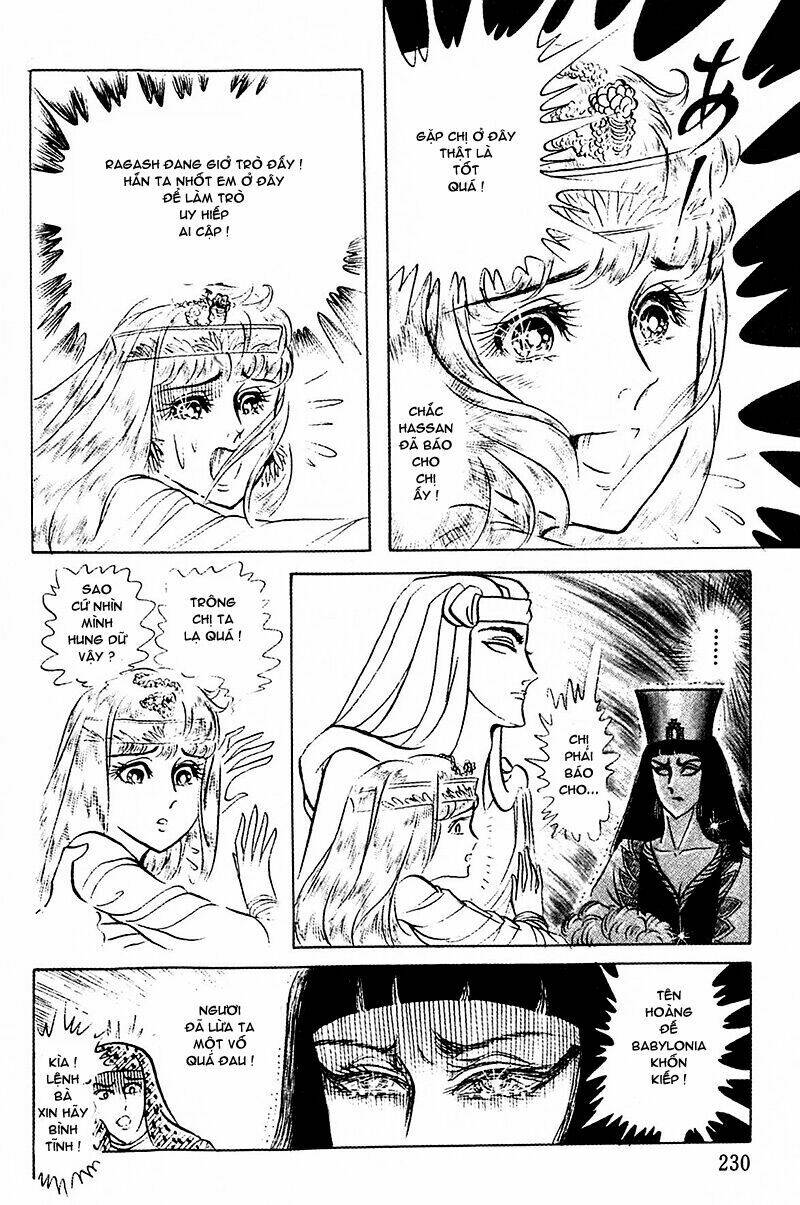 GẶP CHỊ Ở ĐÂY
THẬT LÀ
TỐT
QUÁ !
あ
CHẮC
HASSAN
ĐÃ BÁO
CHO
CHỊ
ẤY !
RAGASH ĐANG GIỞ TRÒ ĐẤY !
HẮN TA NHỐT EM Ở ĐÂY
ĐỂ LÀM TRÒ
UY HIẾP
AI CẬP !
SAO
CỨ NHÌN
MÌNH
HUNG DỮ
VẬY ?
TRÔNG
CHỊ TA
LẠ QUÁ !
CHỊ
PHẢI
BÁO
CHO...
TÊN
HOÀNG
ĐẾ
BABYLONIA
KHỐN
KIẾP !
NGƯƠI
ĐÃ LỪA TA
MỘT VỐ
QUÁ ĐAU !
KÌA !
LỆNH
BÀ
XIN HÃY
BÌNH
TĨNH !
230